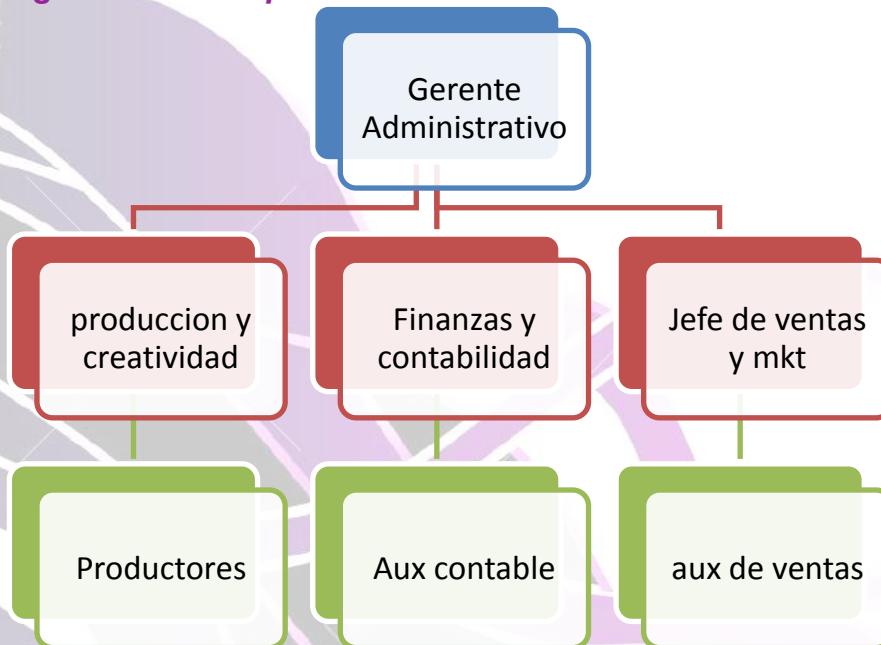 Gerente
Administrativo
produccion y
creatividad
Finanzas y
contabilidad
Jefe de ventas
y mkt
Productores
Aux contable
aux de ventas